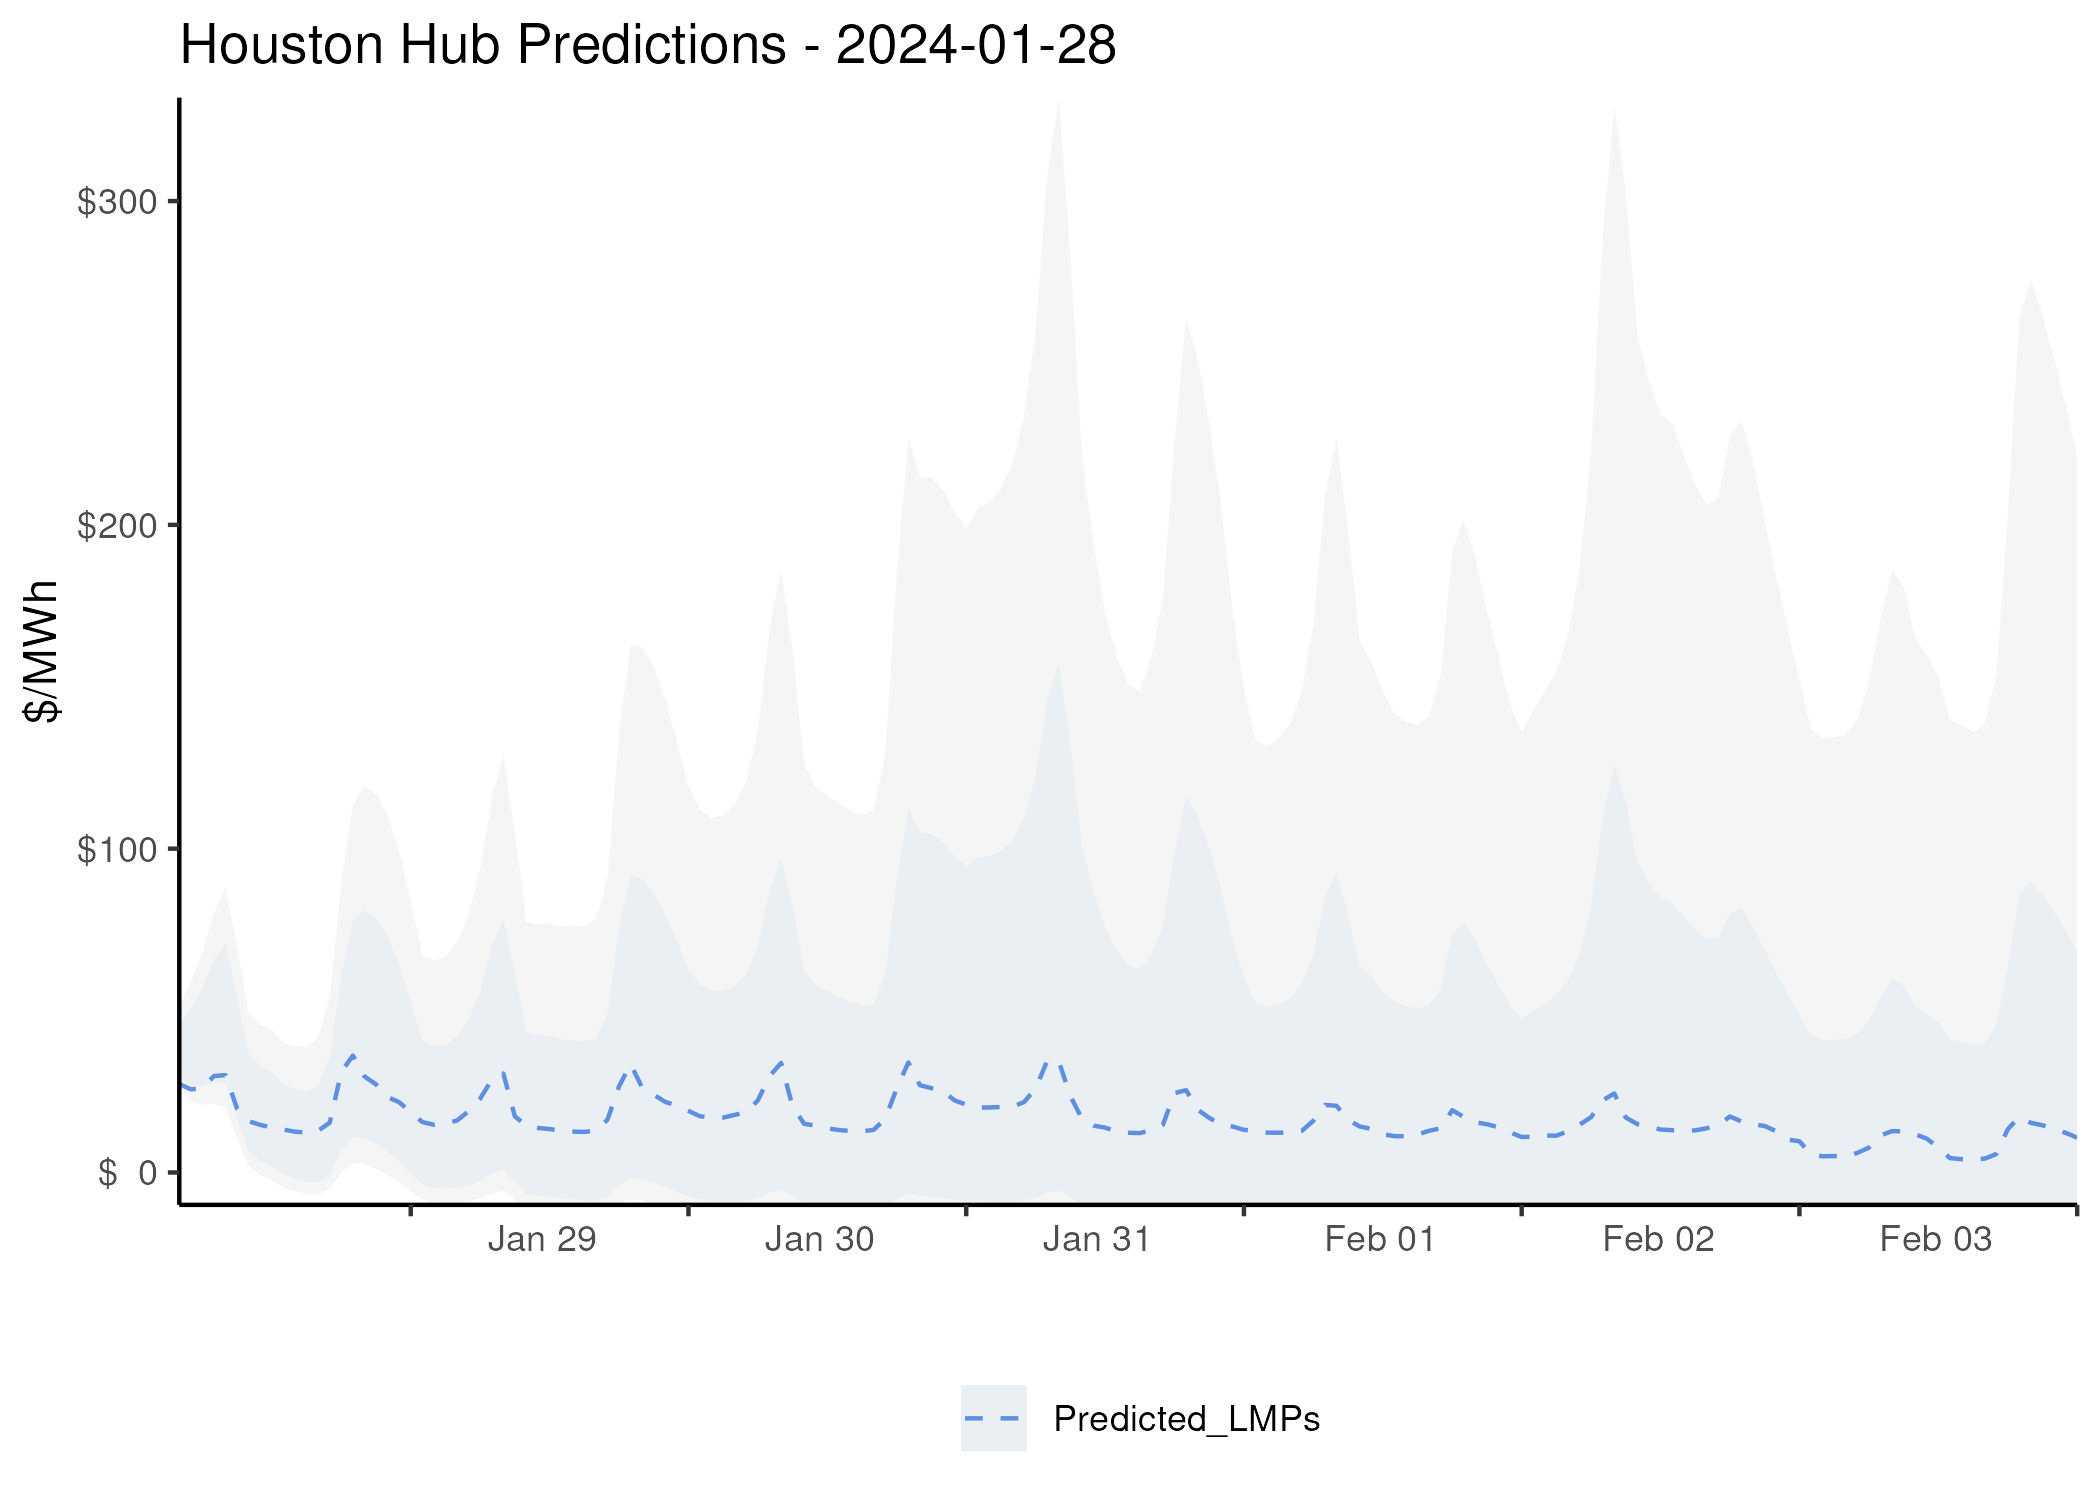 Houston Hub Predictions - 2024-01-28
$/MWh
$300
$200
$100
$  0
Jan 29 Jan 30 Jan 31 Feb 01 Feb 02 Feb 03
Predicted_LMPs